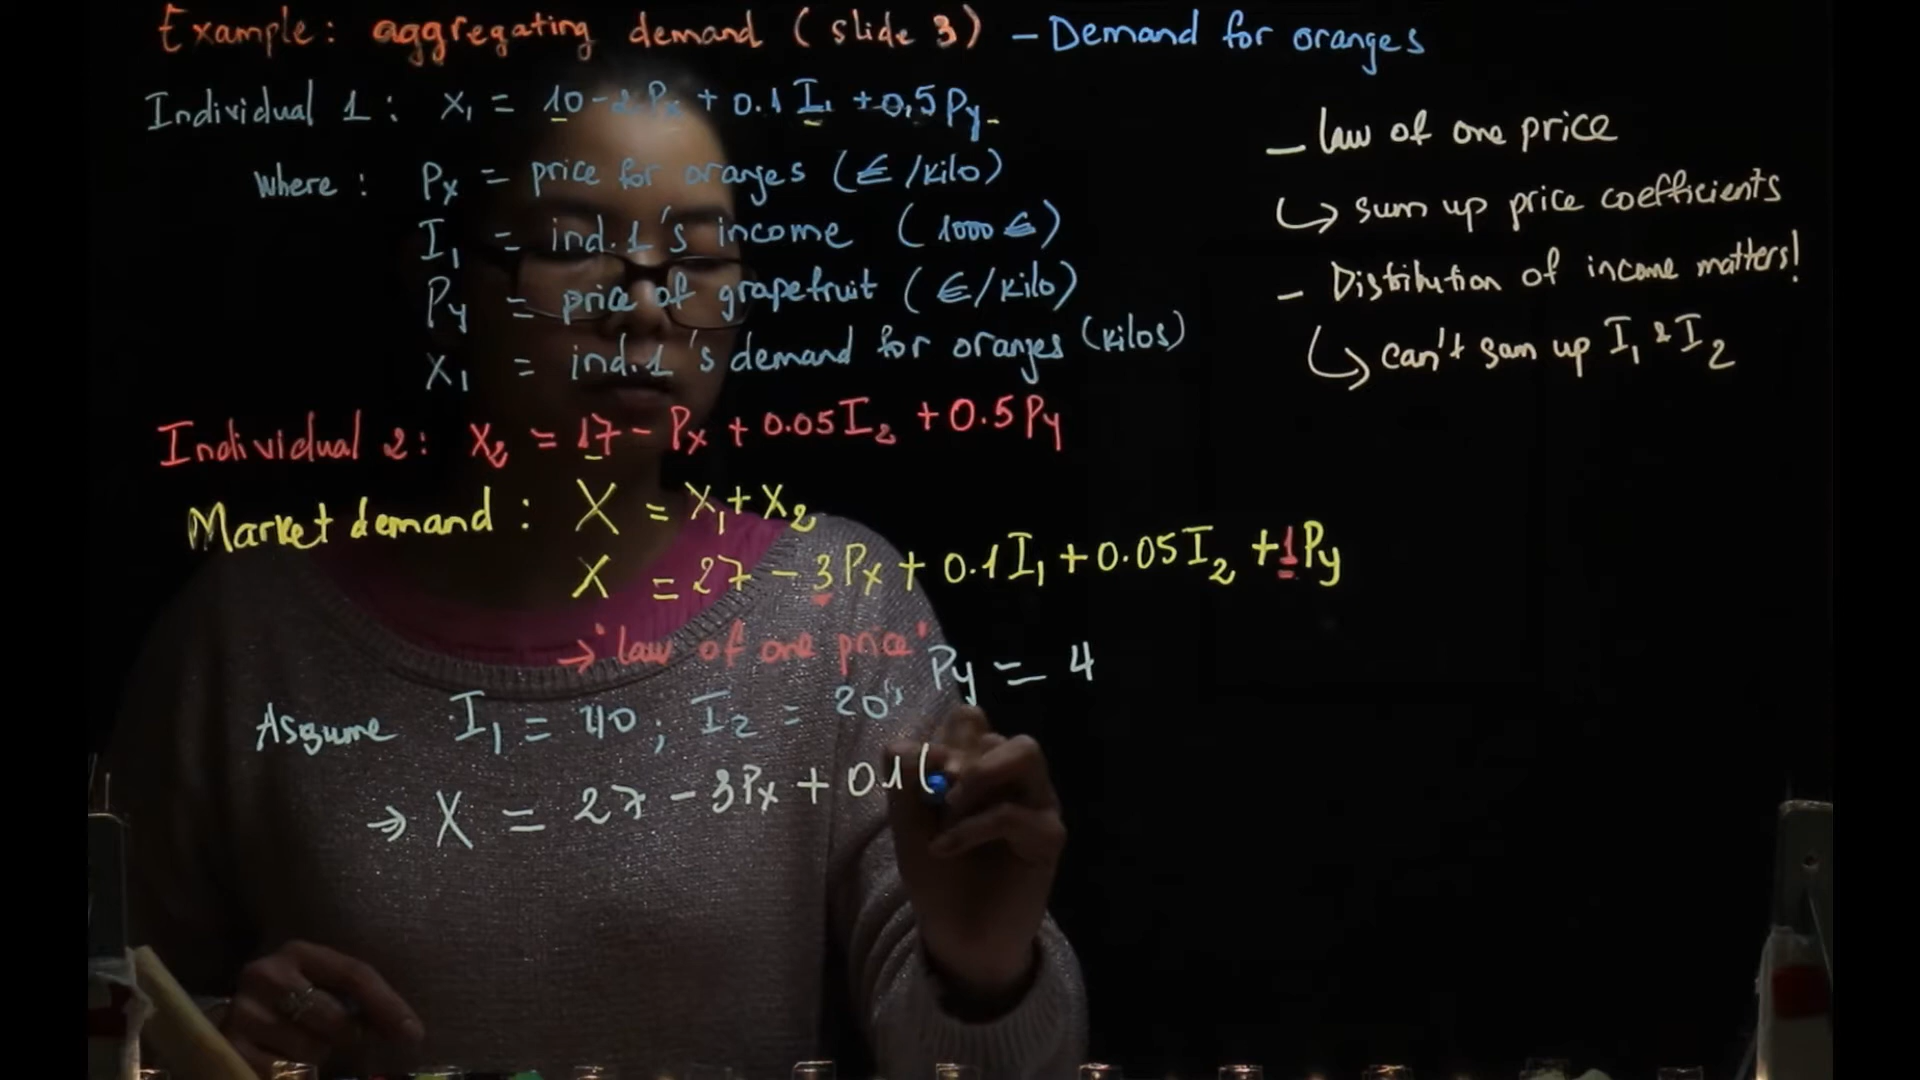 Example: aggregating demand (slide 3) – Demand for oranges
Individual 1: X₁ = 10 - 2Px + 0.1 I₁ + 0,5 Py
where: Px = price for oranges (€/kilo)
I₁ = ind.1's income (1000 €)
Py = price of grapefruit (€/kilo)
X₁ = ind.1's demand for oranges (kilos)
Individual 2: X₂ = 17 - Px + 0.05 I₂ + 0.5 Py
Market demand: X = X₁ + X₂
X = 27 - 3Px + 0.1 I₁ + 0.05 I₂ + 1Py
→ 'law of one price'
Assume I₁ = 40; I₂ = 20, Py = 4
⇒ X = 27 - 3Px + 0.1 (
– law of one price
↳ sum up price coefficients
– Distribution of income matters!
↳ can't sum up I₁ & I₂